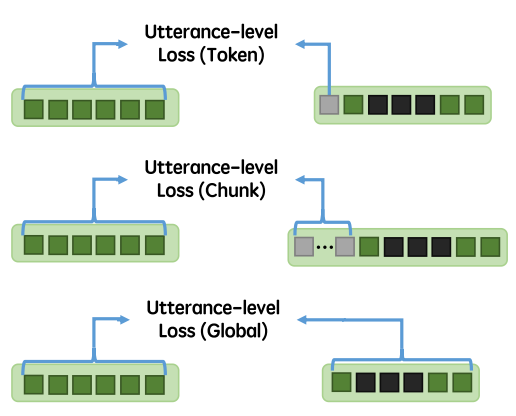 Utterance-level
Loss (Token)
Utterance-level
Loss (Chunk)
Utterance-level
Loss (Global)